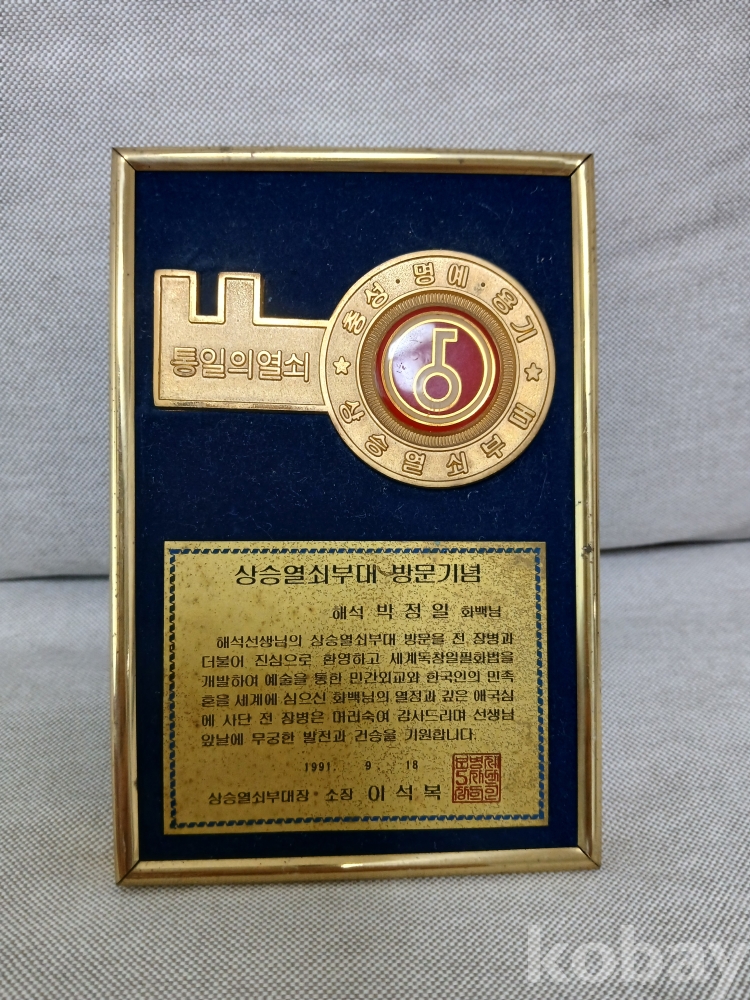 충성·명예·용기
통일의열쇠
상승열쇠부대
상승열쇠부대 방문기념
해석 박정일 화백님
해석선생님의 상승열쇠부대 방문을 전 장병과
더불어 진심으로 환영하고 세계독창일필화법을
개발하여 예술을 통한 민간외교와 한국인의 민족
혼을 세계에 심으신 화백님의 열정과 깊은 애국심
에 사단 전 장병은 머리숙여 감사드리며 선생님
앞날에 무궁한 발전과 건승을 기원합니다.
1991. 9. 18
상승열쇠부대장 소장 이석복
kobay